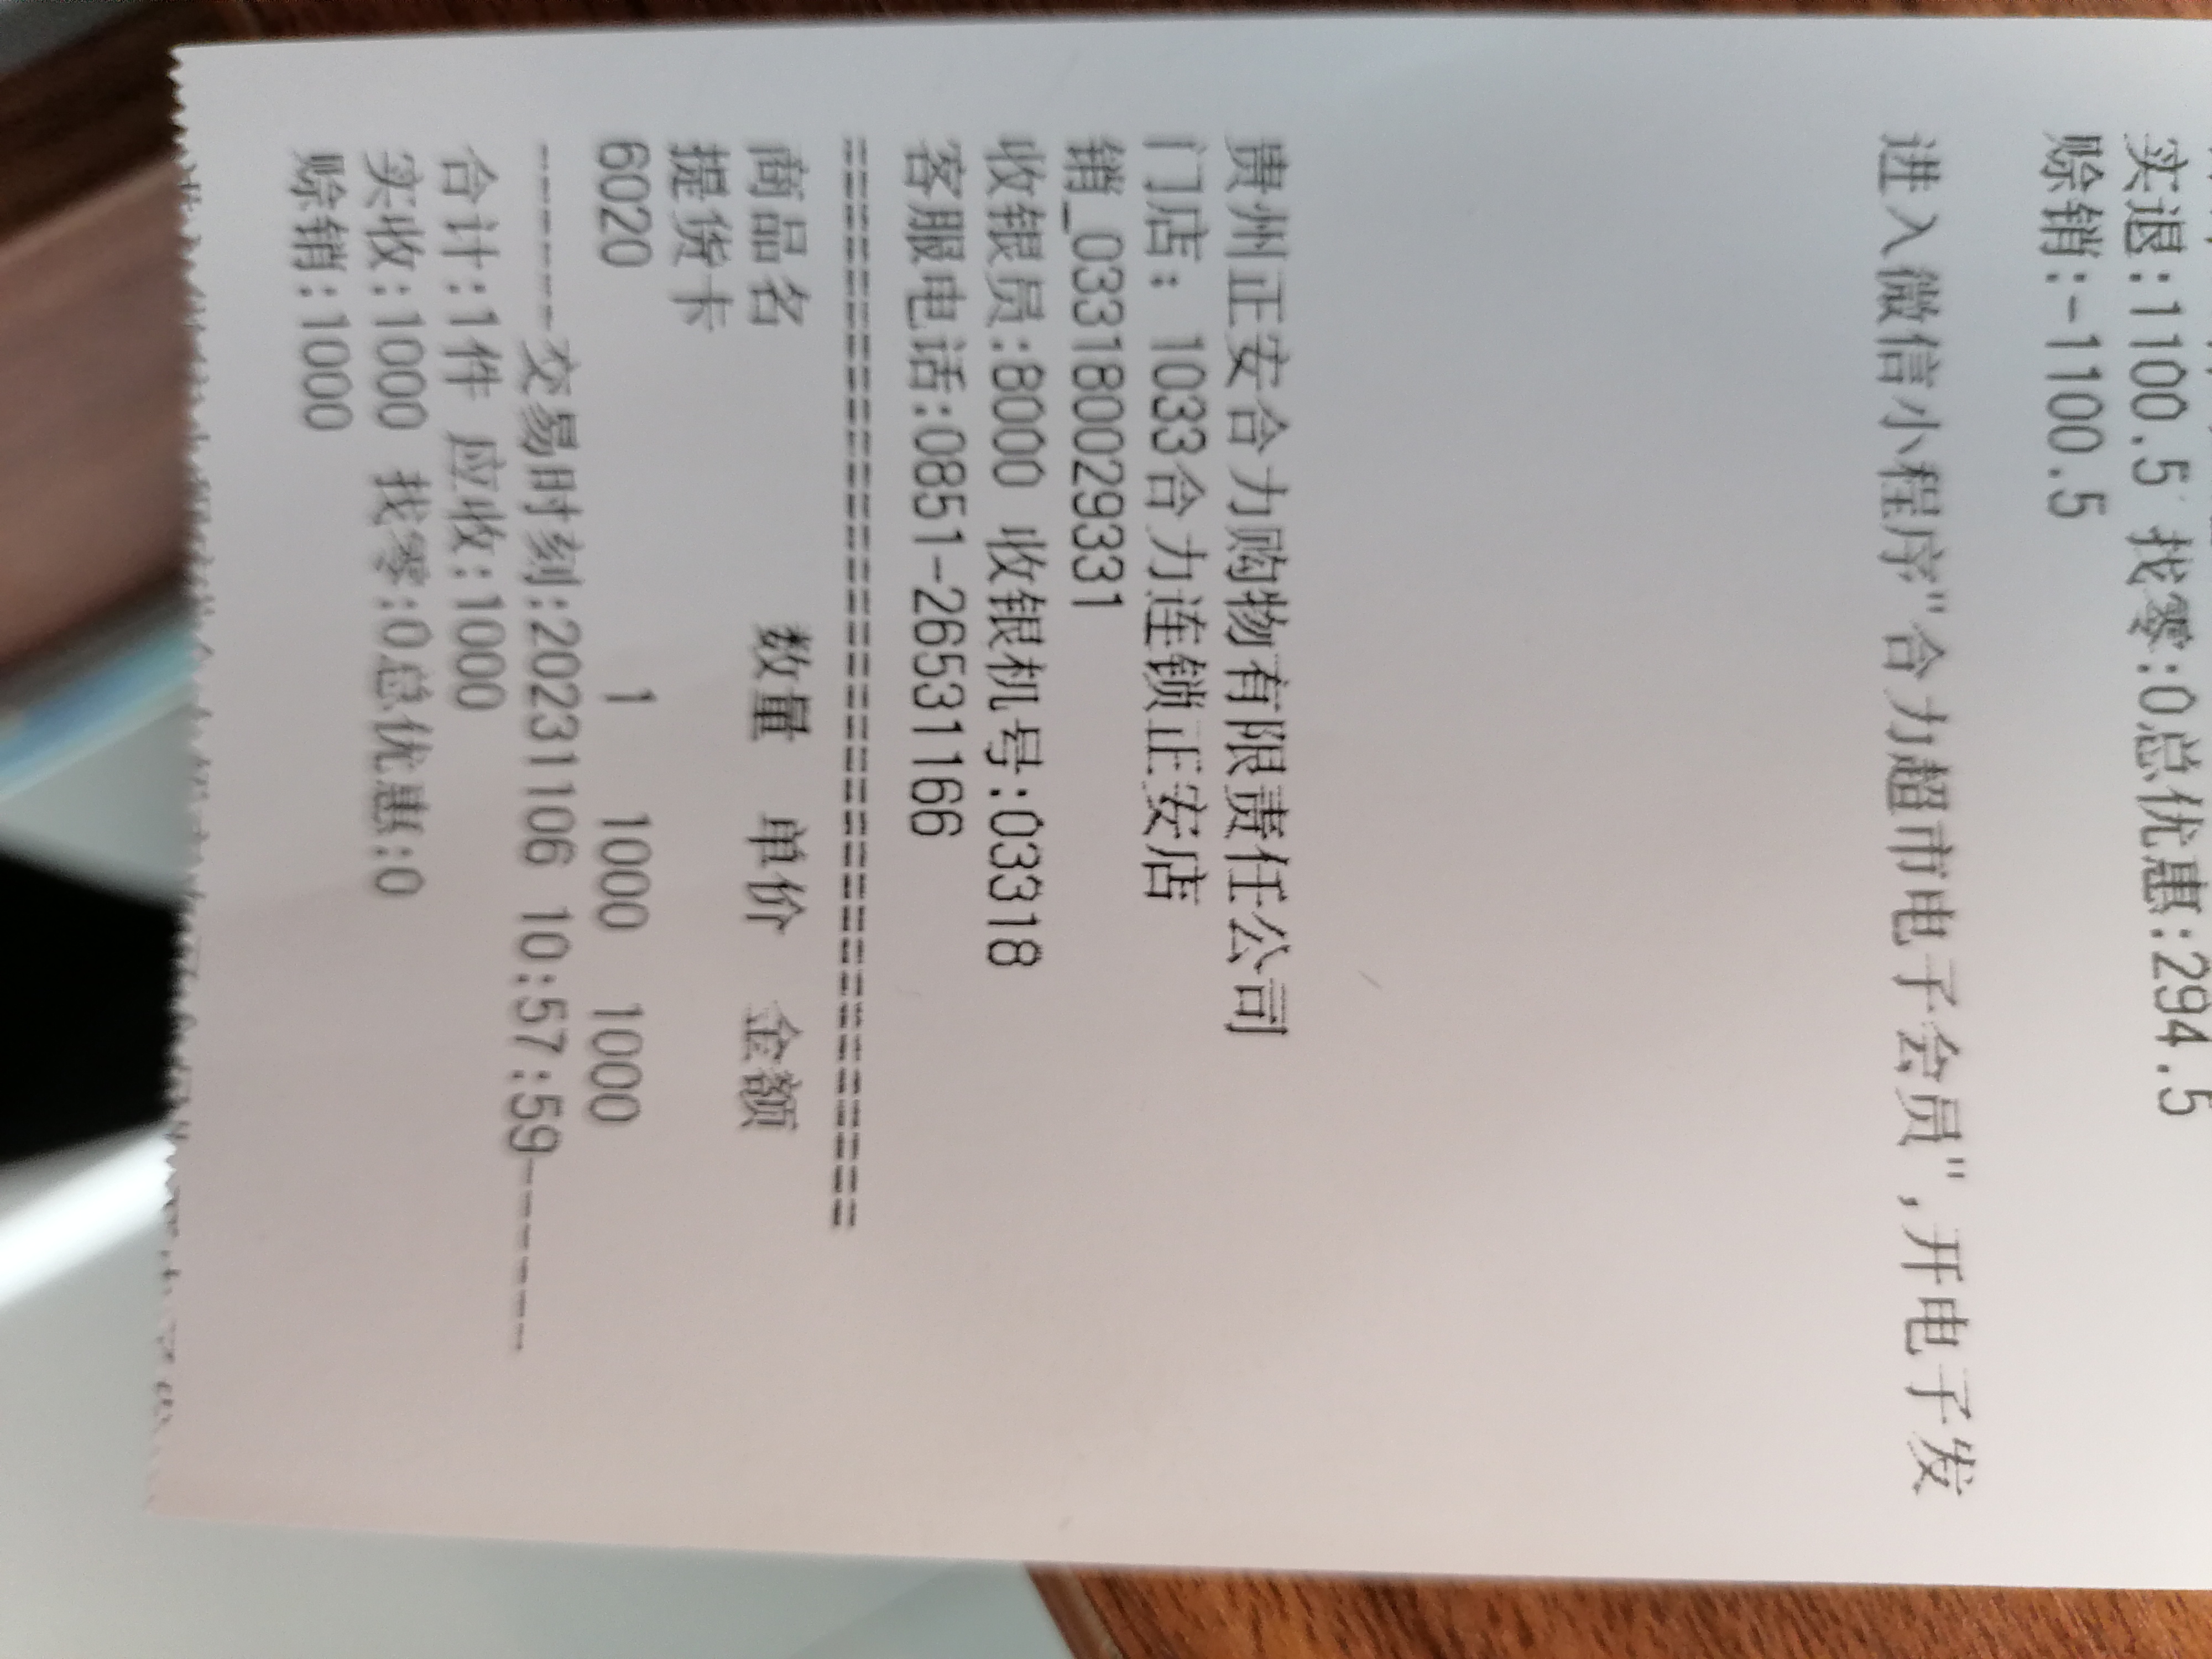 实退:1100.5 找零:0总优惠:294.5
赊销:-1100.5
进入微信小程序"合力超市电子会员",开电子发
贵州正安合力购物有限责任公司
门店: 1033合力连锁正安店
销_033180029331
收银员:8000 收银机号:03318
客服电话:0851-26531166
================================
商品名 数量 单价 金额
提货卡
6020 1 1000 1000
------交易时刻:20231106 10:57:59------
合计:1件 应收:1000
实收:1000 找零:0总优惠:0
赊销:1000